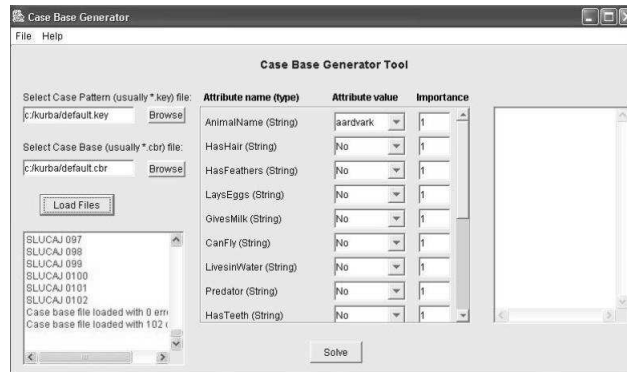 Case Base Generator
File Help
Case Base Generator Tool
Select Case Pattern (usually *.key) file:
c:/kurba/default.key Browse
Select Case Base (usually *.cbr) file:
c:/kurba/default.cbr Browse
Load Files
SLUCAJ 097
SLUCAJ 098
SLUCAJ 099
SLUCAJ 0100
SLUCAJ 0101
SLUCAJ 0102
Case base file loaded with 0 erro
Case base file loaded with 102
Attribute name (type) Attribute value Importance
AnimalName (String) aardvark 1
HasHair (String) No 1
HasFeathers (String) No 1
LaysEggs (String) No 1
GivesMilk (String) No 1
CanFly (String) No 1
LivesinWater (String) No 1
Predator (String) No 1
HasTeeth (String) No 1
Solve